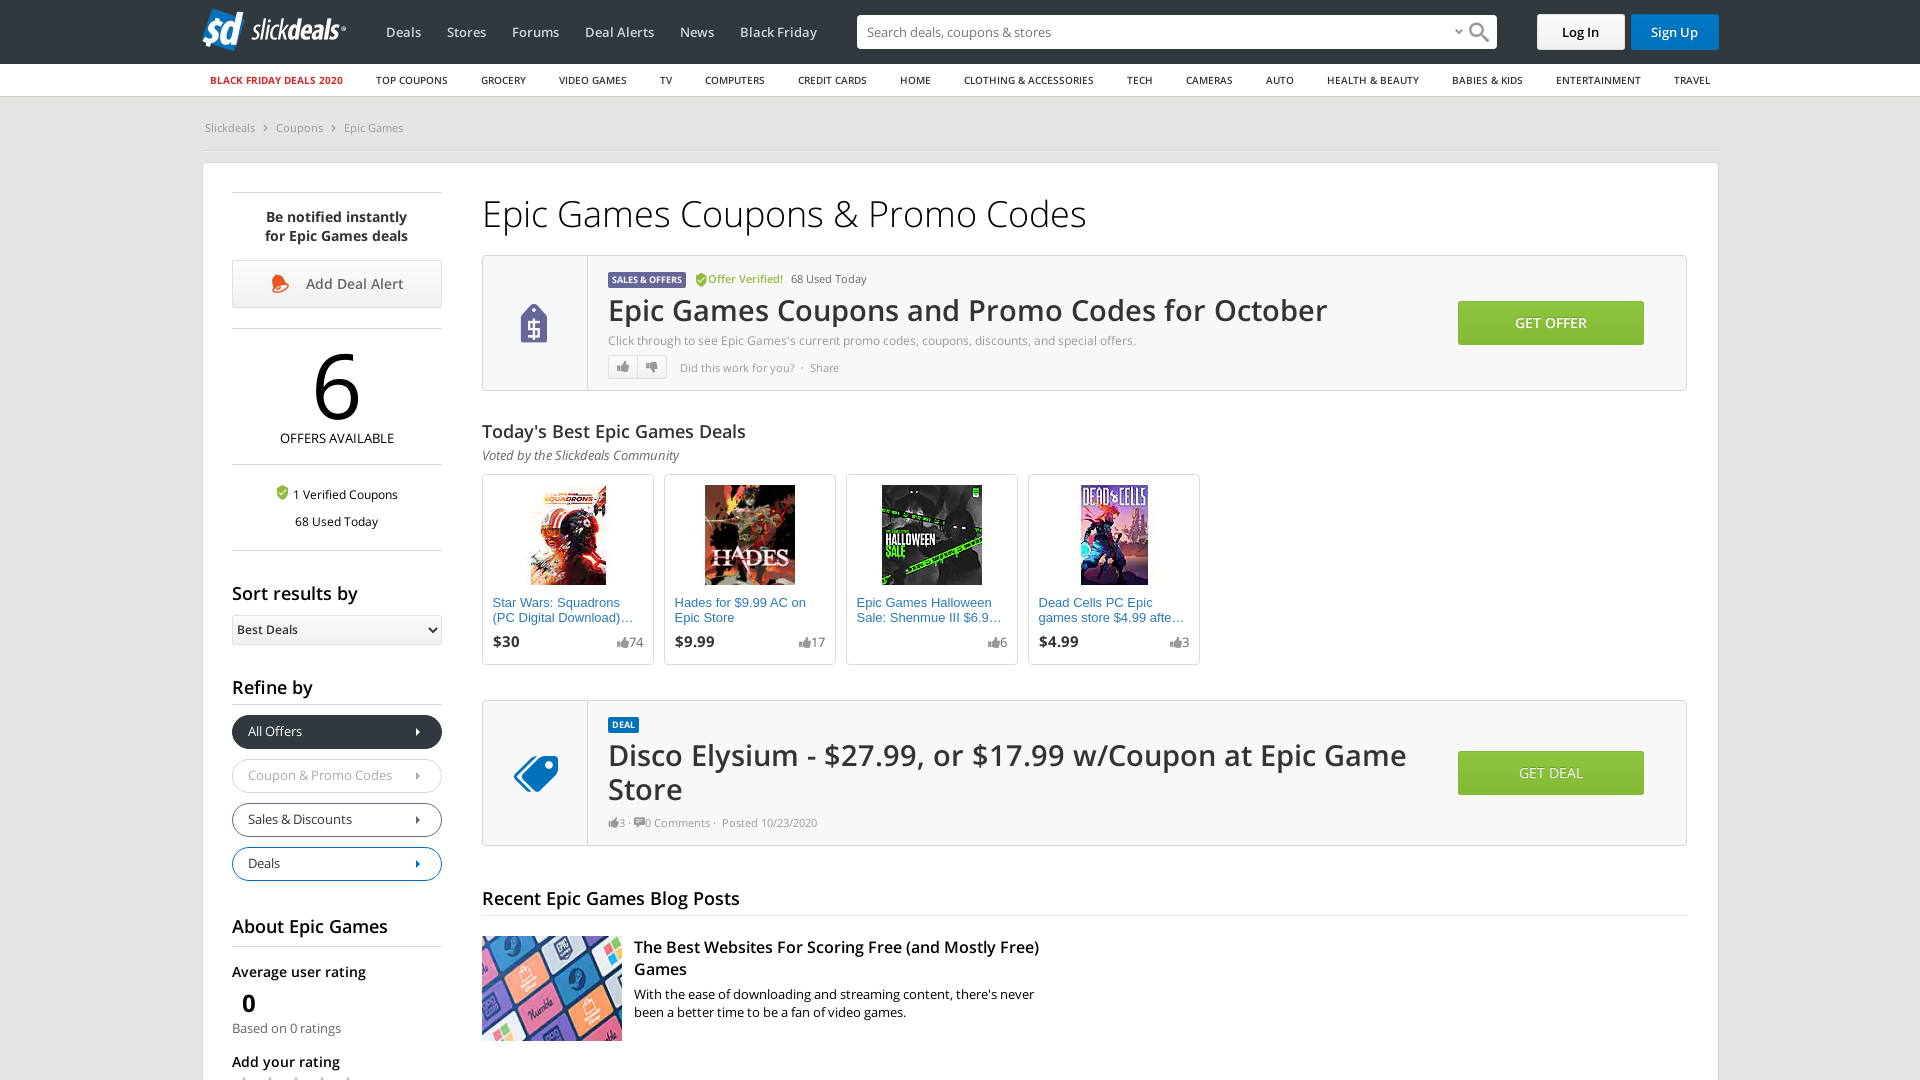 sd slickdeals
Deals
Stores
Forums
Deal Alerts
News
Black Friday
Search deals, coupons & stores
Log In
Sign Up
BLACK FRIDAY DEALS 2020
TOP COUPONS
GROCERY
VIDEO GAMES
TV
COMPUTERS
CREDIT CARDS
HOME
CLOTHING & ACCESSORIES
TECH
CAMERAS
AUTO
HEALTH & BEAUTY
BABIES & KIDS
ENTERTAINMENT
TRAVEL
Slickdeals > Coupons > Epic Games
Be notified instantly
for Epic Games deals
Add Deal Alert
6
OFFERS AVAILABLE
1 Verified Coupons
68 Used Today
Sort results by
Best Deals
Refine by
All Offers
Coupon & Promo Codes
Sales & Discounts
Deals
About Epic Games
Average user rating
0
Based on 0 ratings
Add your rating
Epic Games Coupons & Promo Codes
SALES & OFFERS Offer Verified! 68 Used Today
Epic Games Coupons and Promo Codes for October
Click through to see Epic Games's current promo codes, coupons, discounts, and special offers.
Did this work for you? · Share
GET OFFER
Today's Best Epic Games Deals
Voted by the Slickdeals Community
SQUADRONS
Star Wars: Squadrons
(PC Digital Download)…
$30 74
HADES
Hades for $9.99 AC on
Epic Store
$9.99 17
HALLOWEEN
SALE
Epic Games Halloween
Sale: Shenmue III $6.9…
6
DEAD CELLS
Dead Cells PC Epic
games store $4.99 afte…
$4.99 3
DEAL
Disco Elysium - $27.99, or $17.99 w/Coupon at Epic Game
Store
3 · 0 Comments · Posted 10/23/2020
GET DEAL
Recent Epic Games Blog Posts
The Best Websites For Scoring Free (and Mostly Free)
Games
With the ease of downloading and streaming content, there's never
been a better time to be a fan of video games.